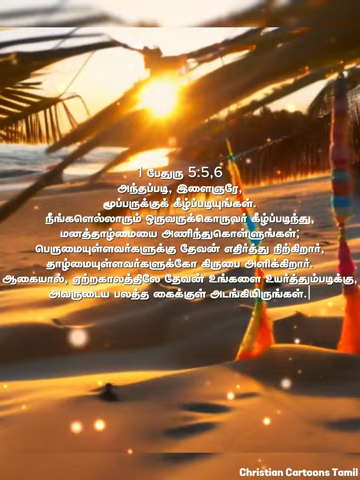 I பேதுரு 5:5,6
அந்தப்படி, இளைஞரே,
மூப்பருக்குக் கீழ்ப்படியுங்கள்.
நீங்களெல்லாரும் ஒருவருக்கொருவர் கீழ்ப்படிந்து,
மனத்தாழ்மையை அணிந்துகொள்ளுங்கள்;
பெருமையுள்ளவர்களுக்கு தேவன் எதிர்த்து நிற்கிறார்,
தாழ்மையுள்ளவர்களுக்கோ கிருபை அளிக்கிறார்.
ஆகையால், ஏற்றகாலத்திலே தேவன் உங்களை உயர்த்தும்படிக்கு,
அவருடைய பலத்த கைக்குள் அடங்கியிருங்கள்.|
Christian Cartoons Tamil